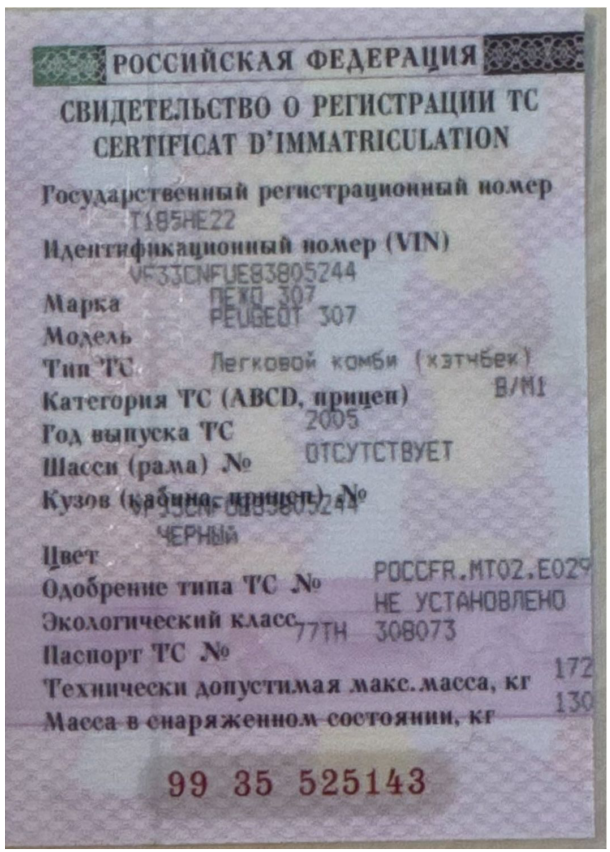 РОССИЙСКАЯ ФЕДЕРАЦИЯ
СВИДЕТЕЛЬСТВО О РЕГИСТРАЦИИ ТС
CERTIFICAT D'IMMATRICULATION
Государственный регистрационный номер
Т185НЕ22
Идентификационный номер (VIN)
VF33CNFUE83805244
Марка ПЕЖО 307
PEUGEOT 307
Модель
Тип ТС Легковой комби (хэтчбек)
Категория ТС (ABCD, прицеп) B/M1
Год выпуска ТС 2005
Шасси (рама) № ОТСУТСТВУЕТ
Кузов (кабина, прицеп) №
VF33CNFUE83805244
ЧЕРНЫЙ
Цвет
Одобрение типа ТС № РОССFR.МТ02.Е029
Экологический класс НЕ УСТАНОВЛЕНО
77ТН 308073
Паспорт ТС №
Технически допустимая макс.масса, кг 172
Масса в снаряженном состоянии, кг 130
99 35 525143